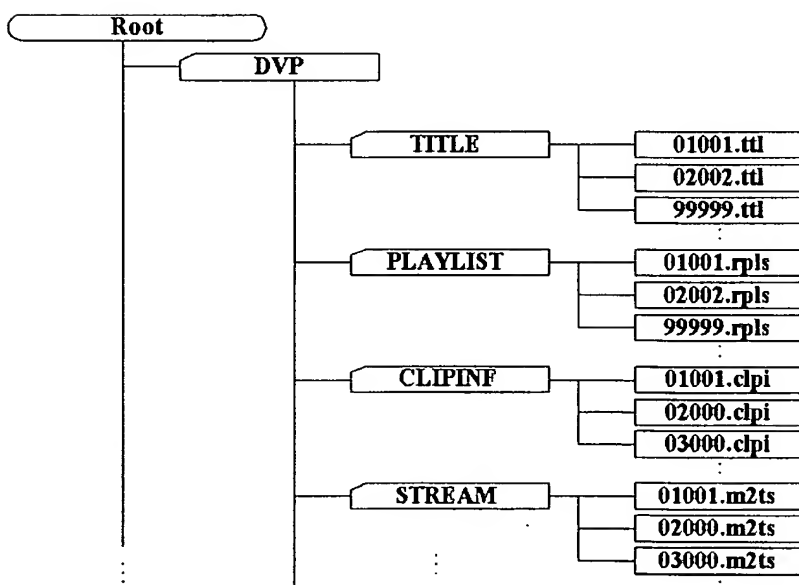 Root
DVP
TITLE
01001.ttl
02002.ttl
99999.ttl
PLAYLIST
01001.rpls
02002.rpls
99999.rpls
CLIPINF
01001.clpi
02000.clpi
03000.clpi
STREAM
01001.m2ts
02000.m2ts
03000.m2ts